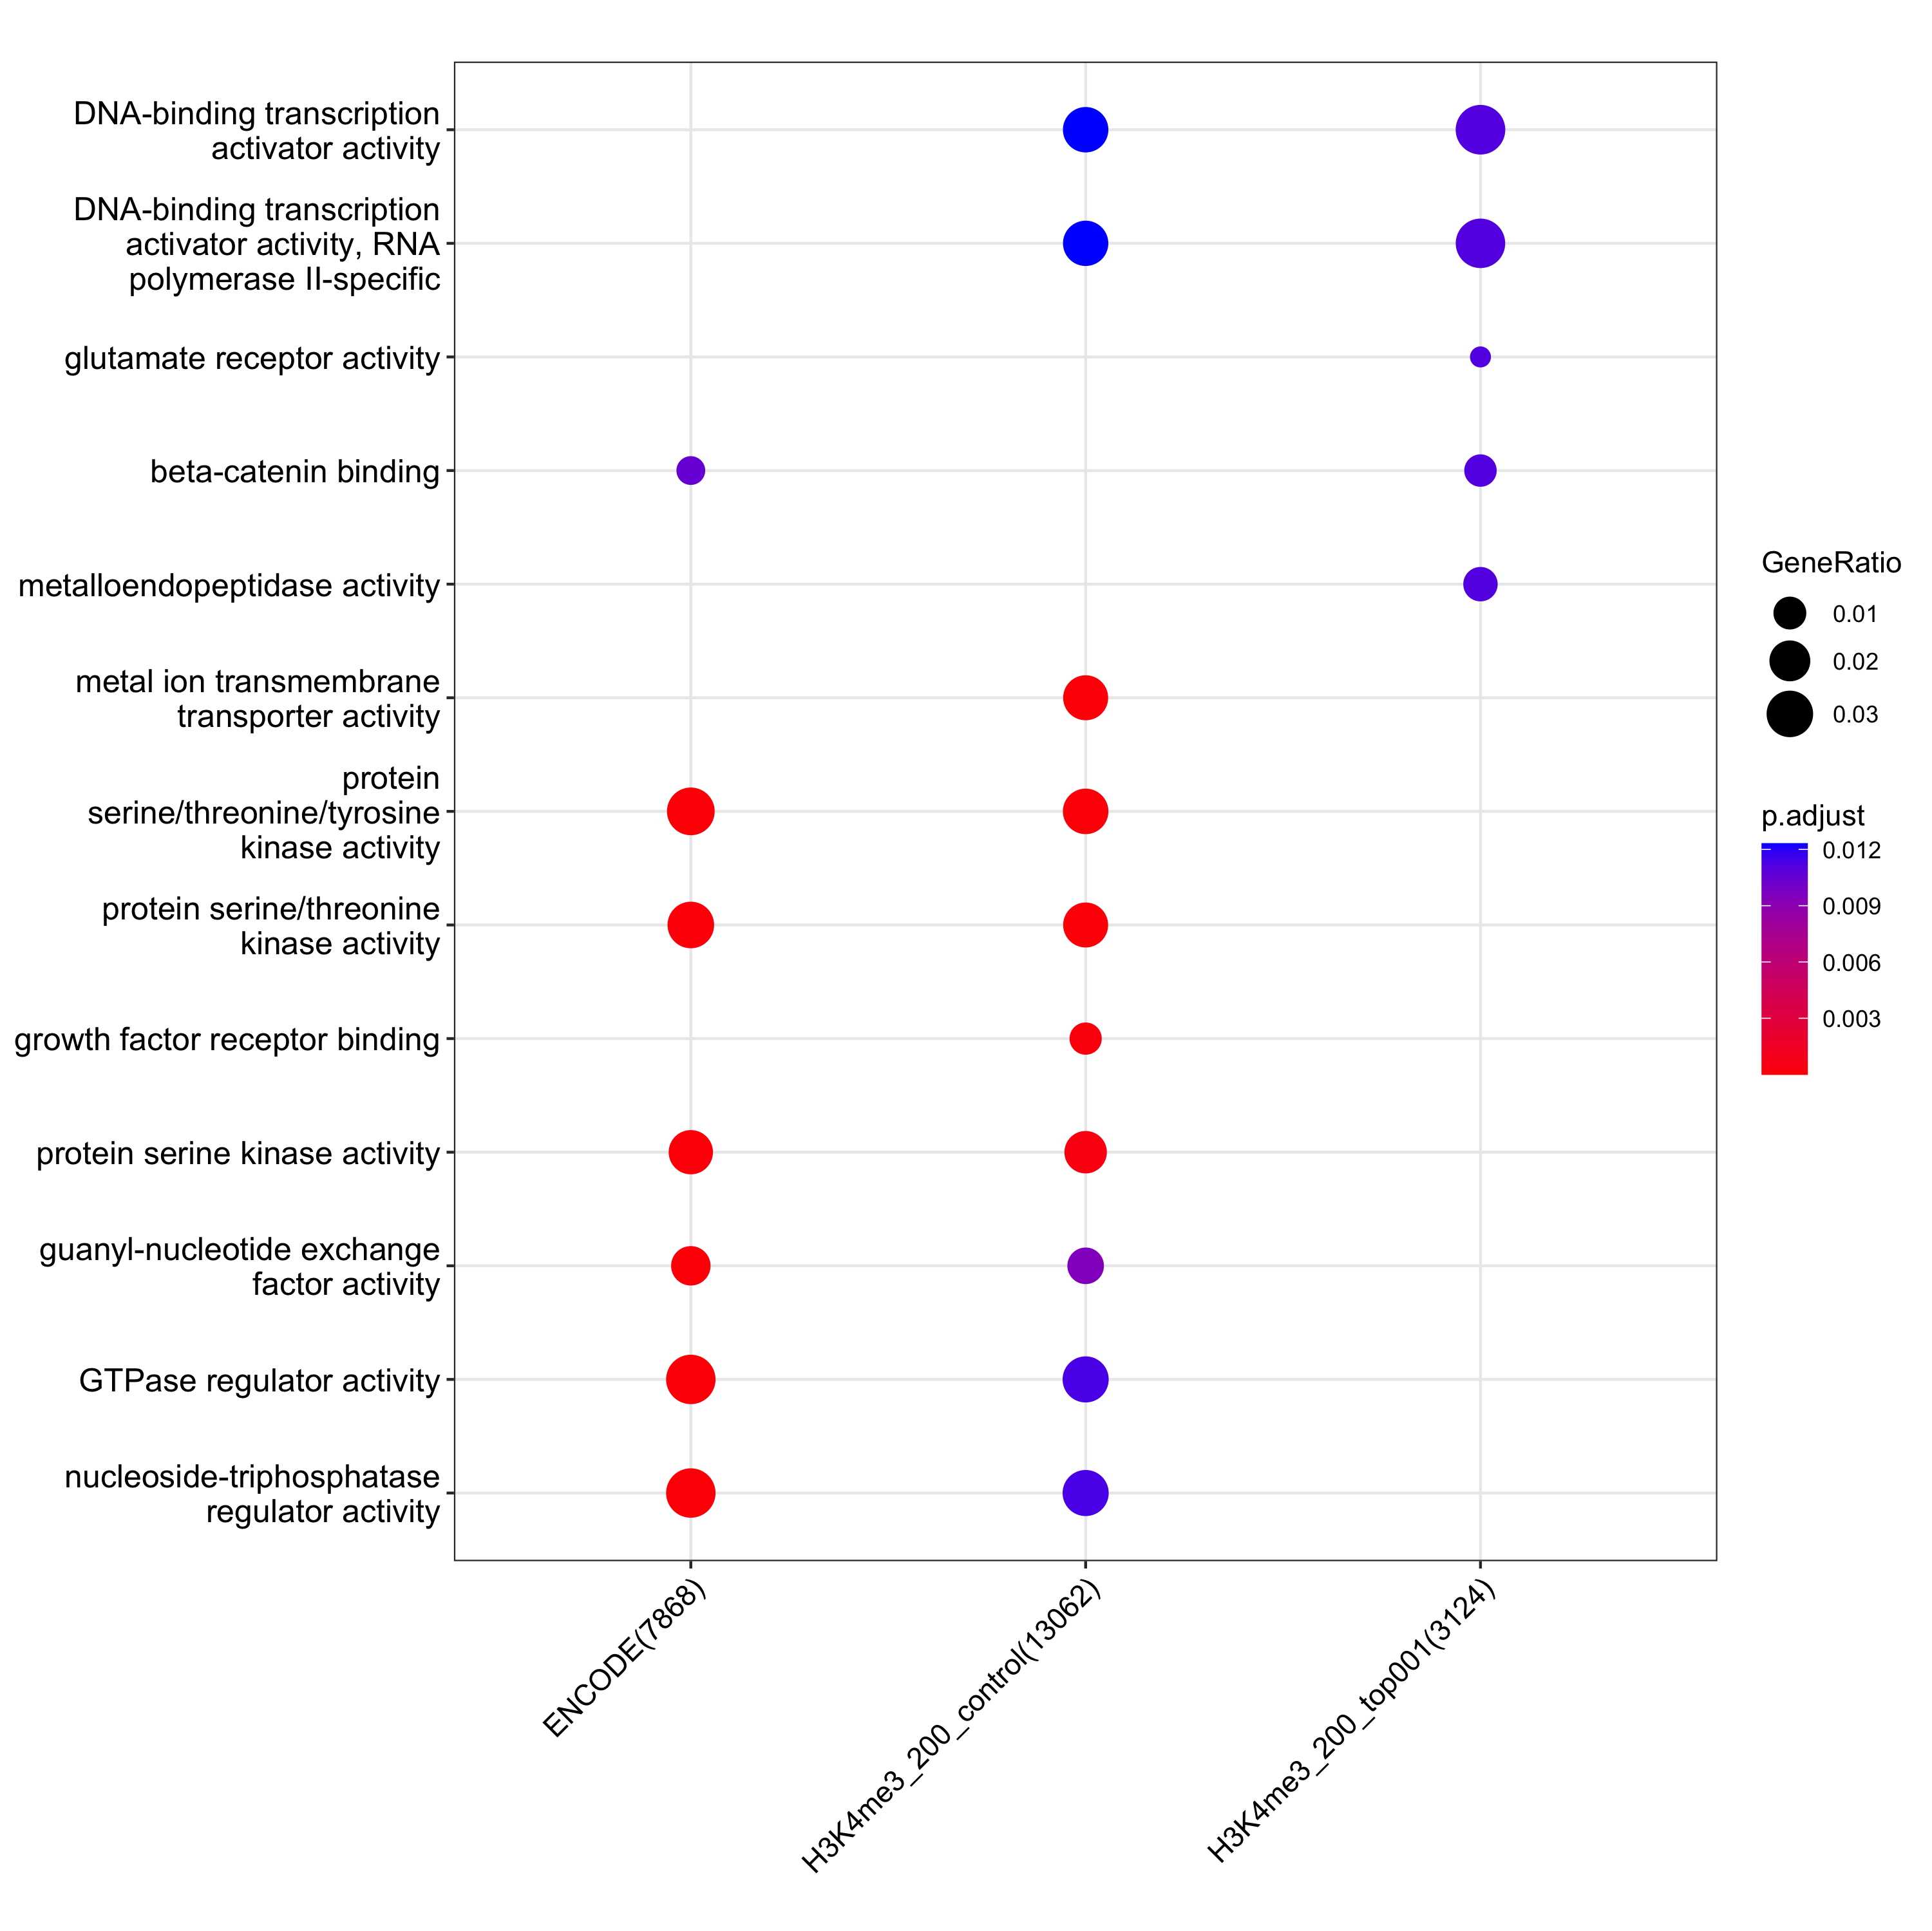 DNA-binding transcription
activator activity
DNA-binding transcription
activator activity, RNA
polymerase II-specific
glutamate receptor activity
beta-catenin binding
metalloendopeptidase activity
metal ion transmembrane
transporter activity
protein
serine/threonine/tyrosine
kinase activity
protein serine/threonine
kinase activity
growth factor receptor binding
protein serine kinase activity
guanyl-nucleotide exchange
factor activity
GTPase regulator activity
nucleoside-triphosphatase
regulator activity
ENCODE(7868)
H3K4me3_200_control(13062)
H3K4me3_200_top001(3124)
GeneRatio
0.01
0.02
0.03
p.adjust
0.012
0.009
0.006
0.003